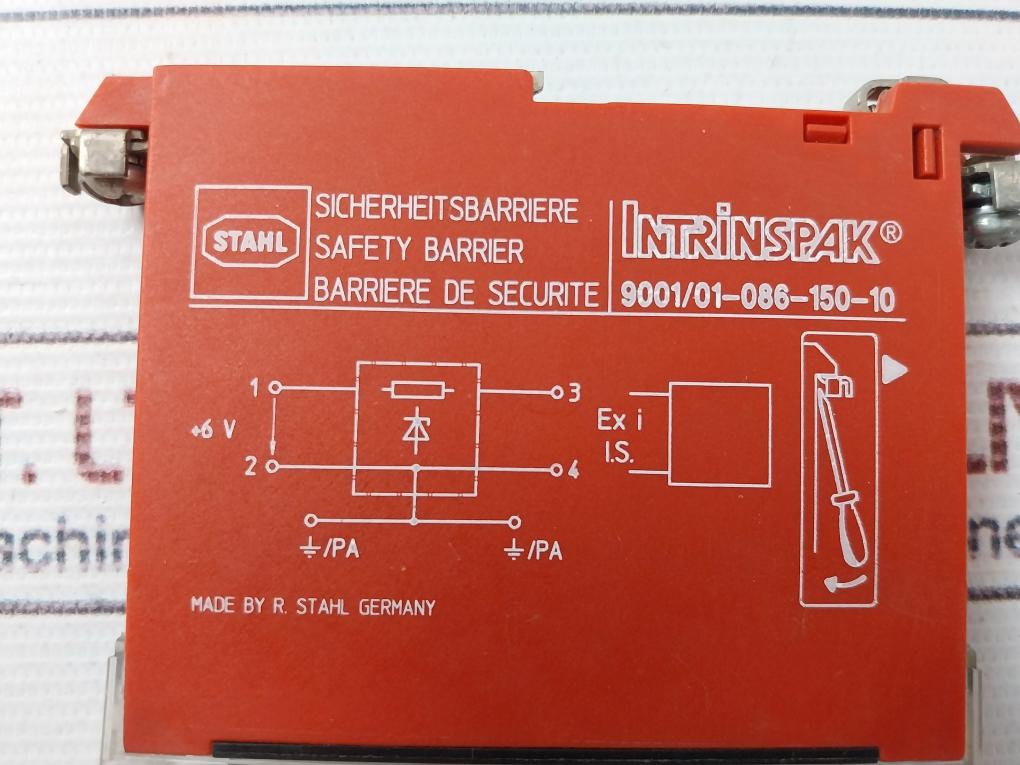 STAHL
SICHERHEITSBARRIERE
SAFETY BARRIER
BARRIERE DE SECURITE
INTRINSPAK®
9001/01-086-150-10
1
3
+6 V
2
4
Ex i
I.S.
/PA
/PA
MADE BY R. STAHL GERMANY